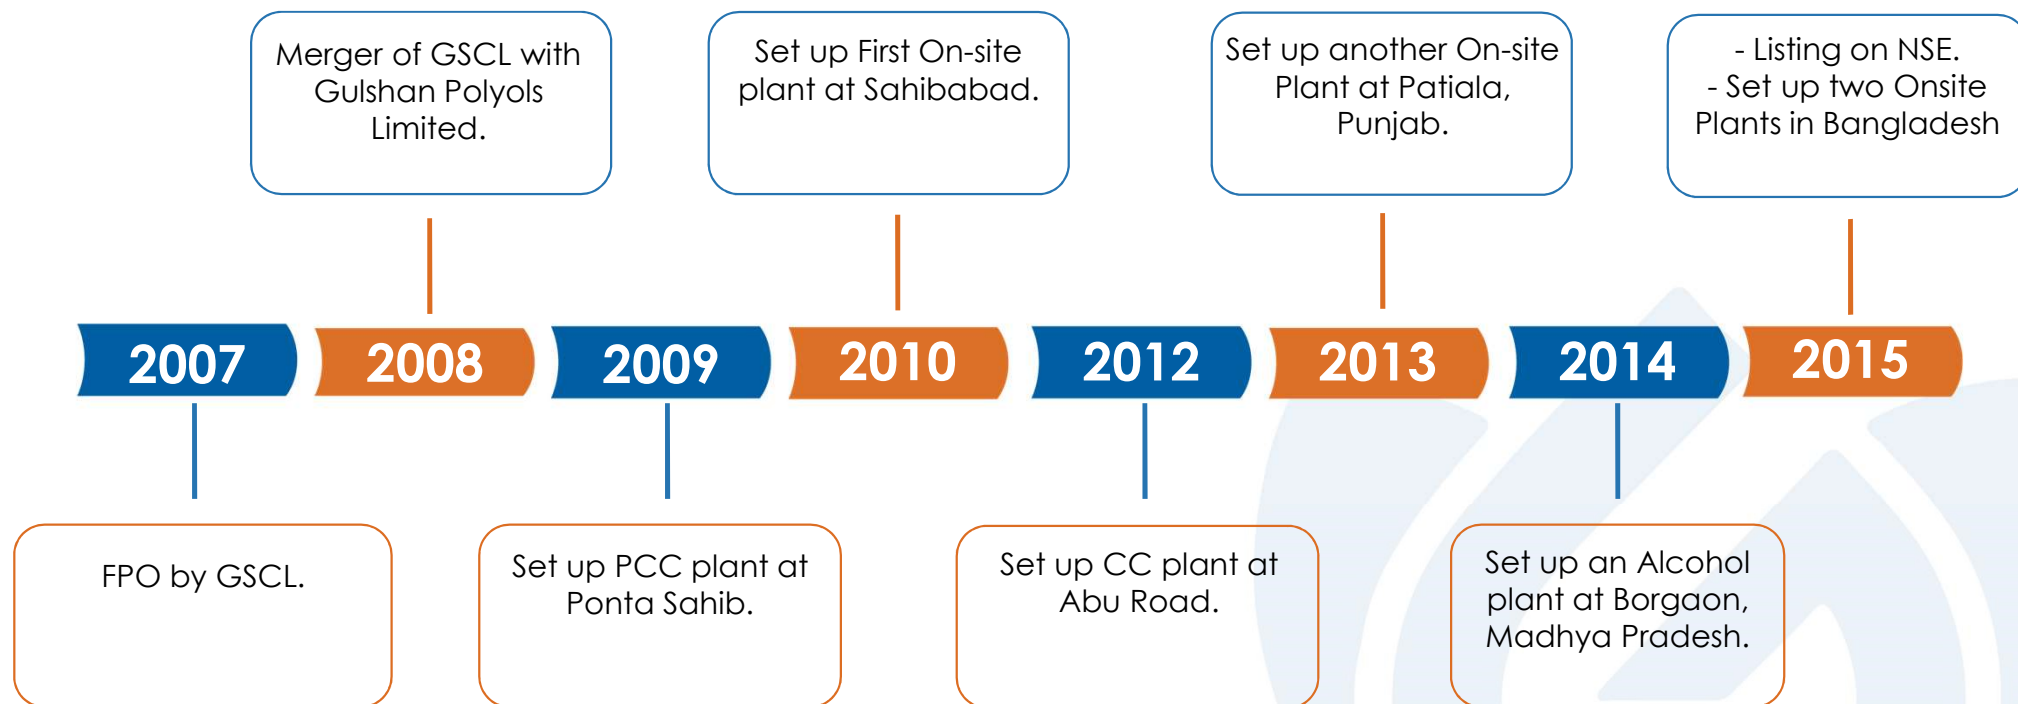 Merger of GSCL with
Gulshan Polyols
Limited.
Set up First On-site
plant at Sahibabad.
Set up another On-site
Plant at Patiala,
Punjab.
- Listing on NSE.
- Set up two Onsite
Plants in Bangladesh
2007
2008
2009
2010
2012
2013
2014
2015
FPO by GSCL.
Set up PCC plant at
Ponta Sahib.
Set up CC plant at
Abu Road.
Set up an Alcohol
plant at Borgaon,
Madhya Pradesh.